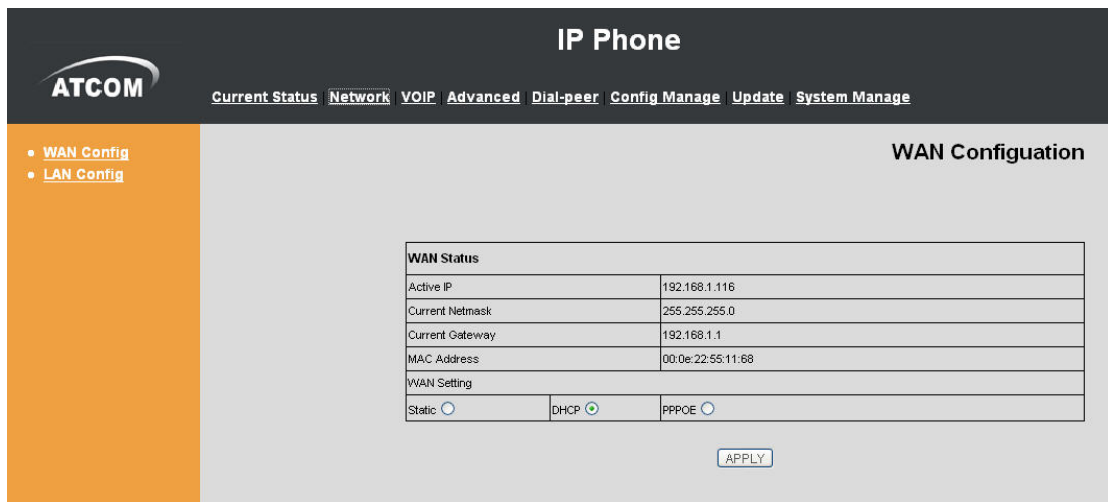 IP Phone
ATCOM
Current Status | Network | VOIP | Advanced | Dial-peer | Config Manage | Update | System Manage
WAN Config
LAN Config
WAN Configuation
WAN Status
Active IP 192.168.1.116
Current Netmask 255.255.255.0
Current Gateway 192.168.1.1
MAC Address 00:0e:22:55:11:68
WAN Setting
Static DHCP PPPOE
APPLY